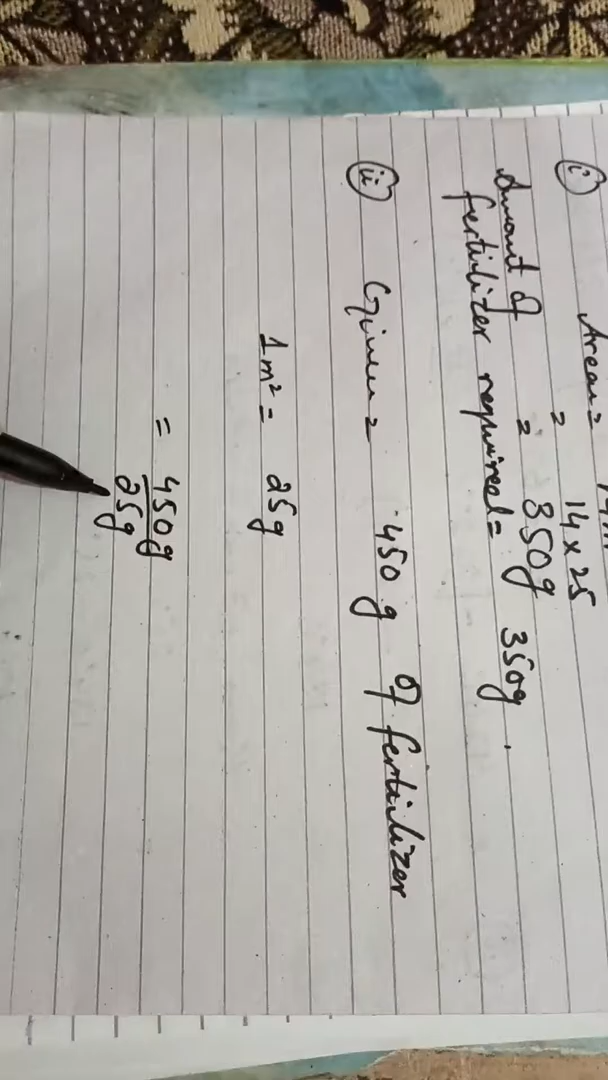 (i) Area = 14m
= 14 x 25
= 350g
Amount of
fertilizer required = 350g.
(ii) Given = 450 g of fertilizer
1m² = 25g
= 450g
25g